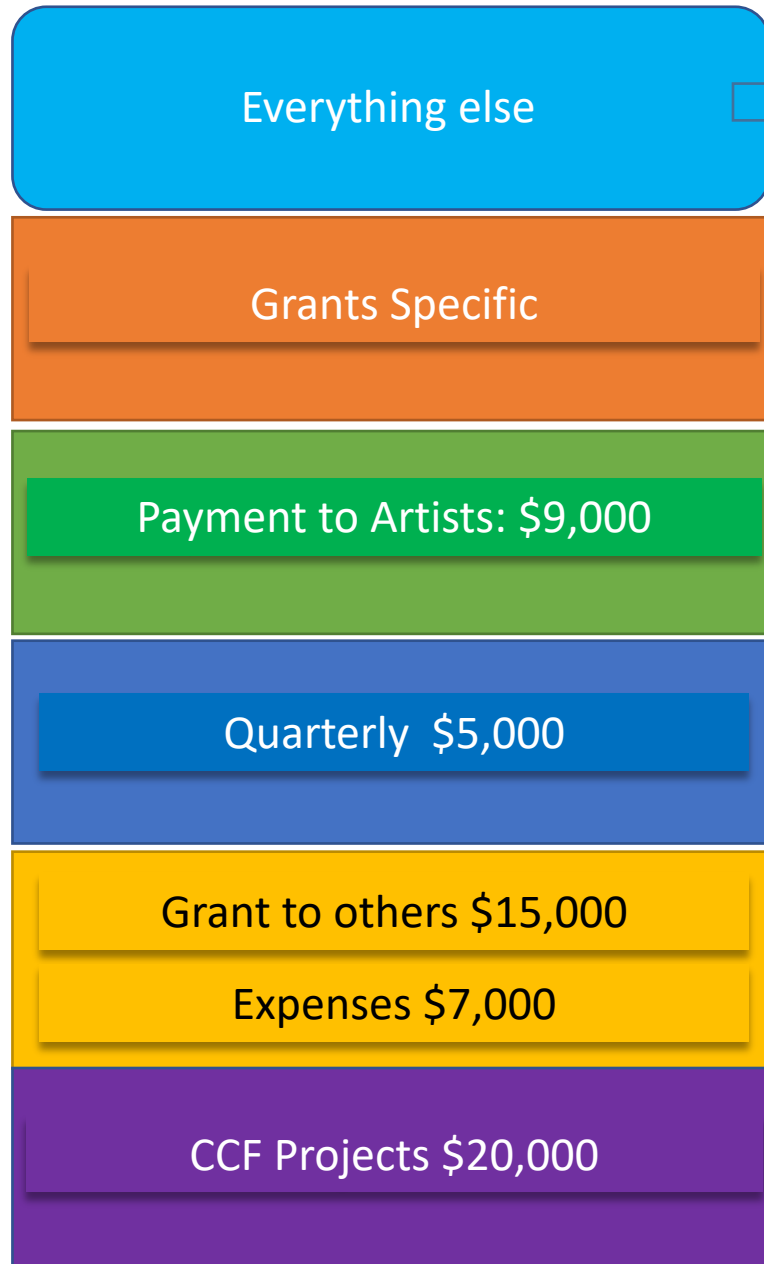 Everything else
Grants Specific
Payment to Artists: $9,000
Quarterly  $5,000
Grant to others $15,000
Expenses $7,000
CCF Projects $20,000